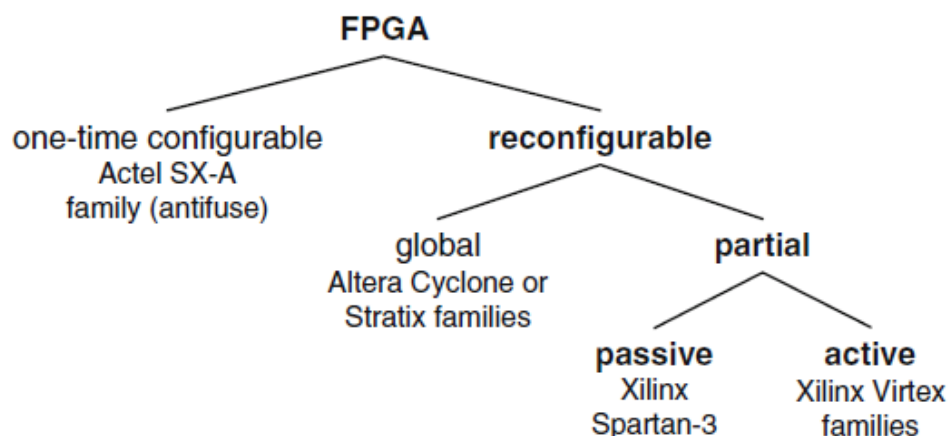 FPGA
one-time configurable
Actel SX-A
family (antifuse)
reconfigurable
global
Altera Cyclone or
Stratix families
partial
passive
Xilinx
Spartan-3
active
Xilinx Virtex
families